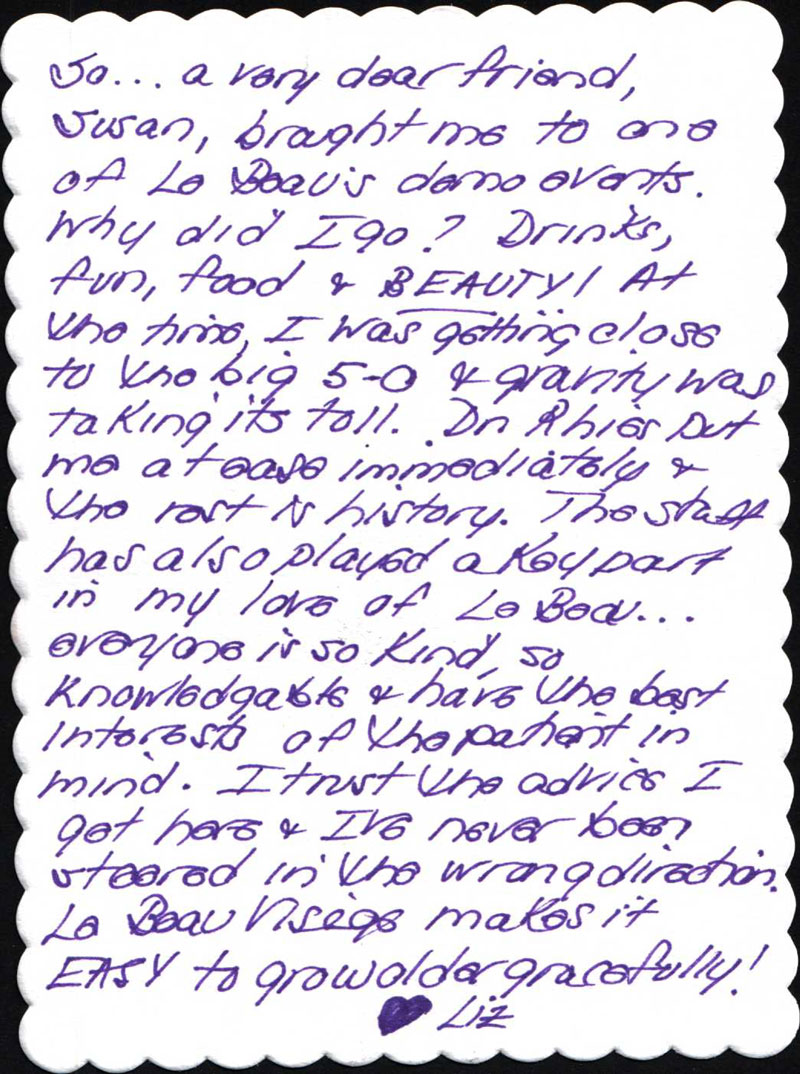 So... a very dear friend,
Susan, brought me to one
of Le Beau's demo events.
Why did I go? Drinks,
fun, food & BEAUTY! At
the time, I was getting close
to the big 5-0 & gravity was
taking its toll. Dr. Rhies put
me at ease immediately &
the rest is history. The staff
has also played a key part
in my love of Le Beau...
everyone is so kind, so
knowledgable & have the best
interests of the patient in
mind. I trust the advice I
get here & I've never been
steered in the wrong direction.
Le Beau Visége makes it
EASY to grow older gracefully!
♥ Liz